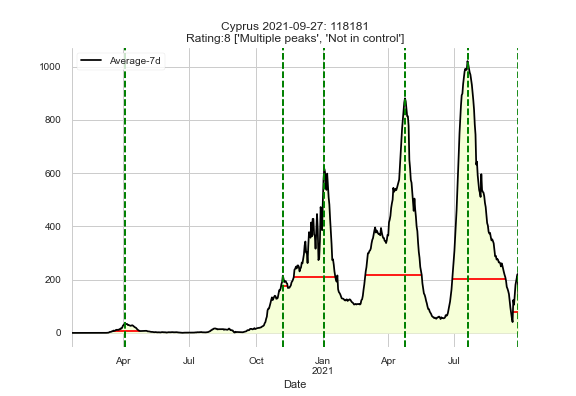 Cyprus 2021-09-27: 118181
Rating:8 ['Multiple peaks', 'Not in control']
Average-7d
1000
800
600
400
200
0
Apr Jul Oct Jan Apr Jul
2021
Date